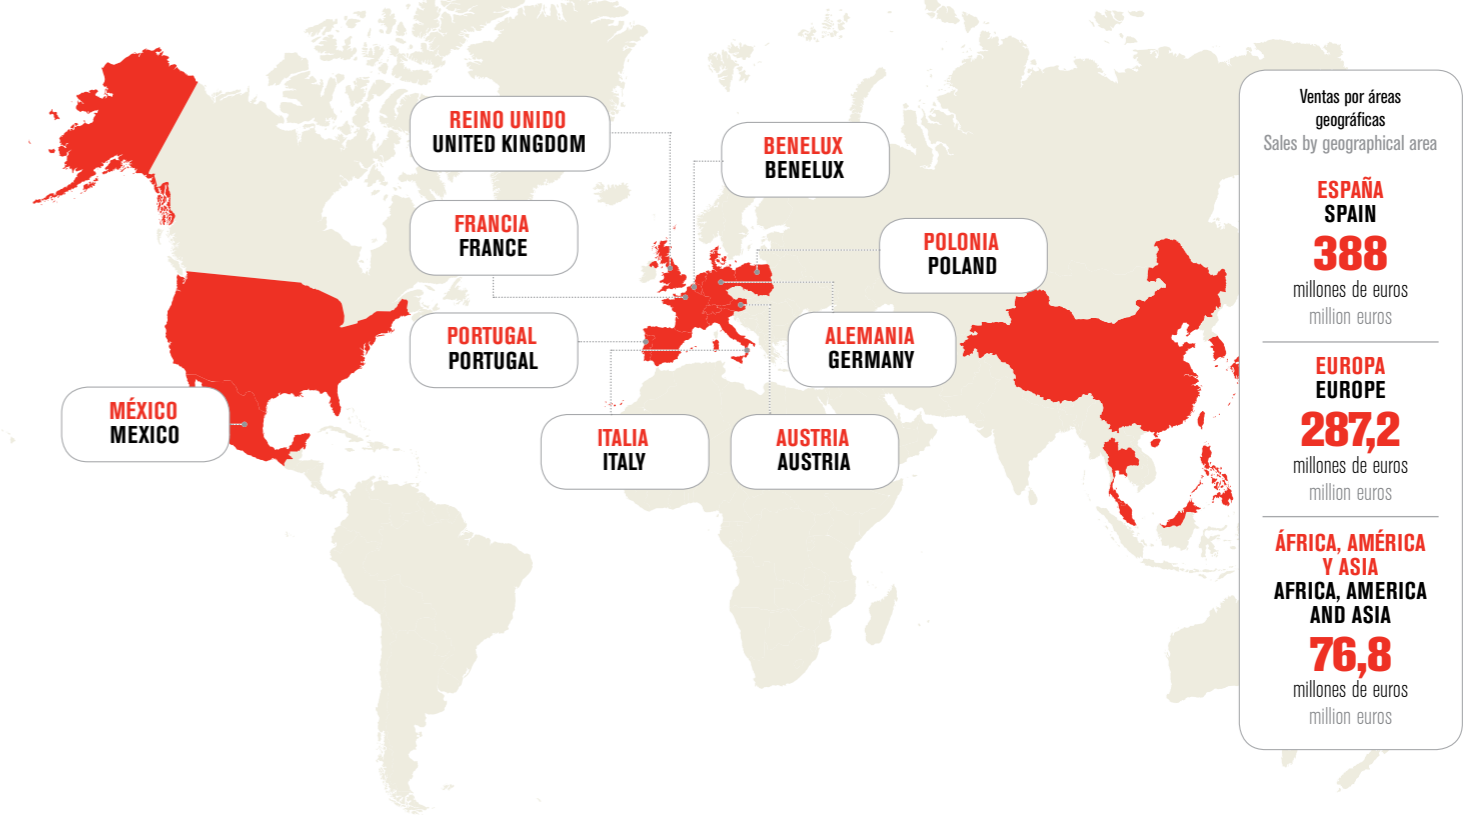 REINO UNIDO
UNITED KINGDOM
BENELUX
BENELUX
FRANCIA
FRANCE
POLONIA
POLAND
PORTUGAL
PORTUGAL
ALEMANIA
GERMANY
MÉXICO
MEXICO
ITALIA
ITALY
AUSTRIA
AUSTRIA
Ventas por áreas
geográficas
Sales by geographical area
ESPAÑA
SPAIN
388
millones de euros
million euros
EUROPA
EUROPE
287,2
millones de euros
million euros
ÁFRICA, AMÉRICA
Y ASIA
AFRICA, AMERICA
AND ASIA
76,8
millones de euros
million euros